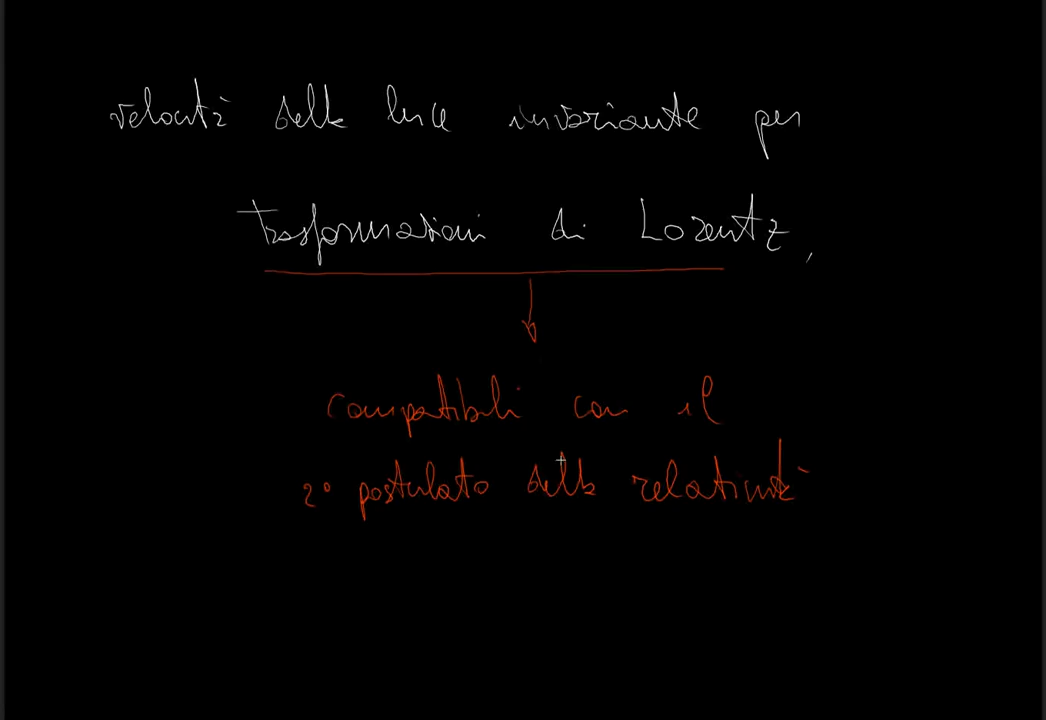 velocità della luce invariante per
trasformazioni di Lorentz,
compatibili con il
2° postulato della relatività